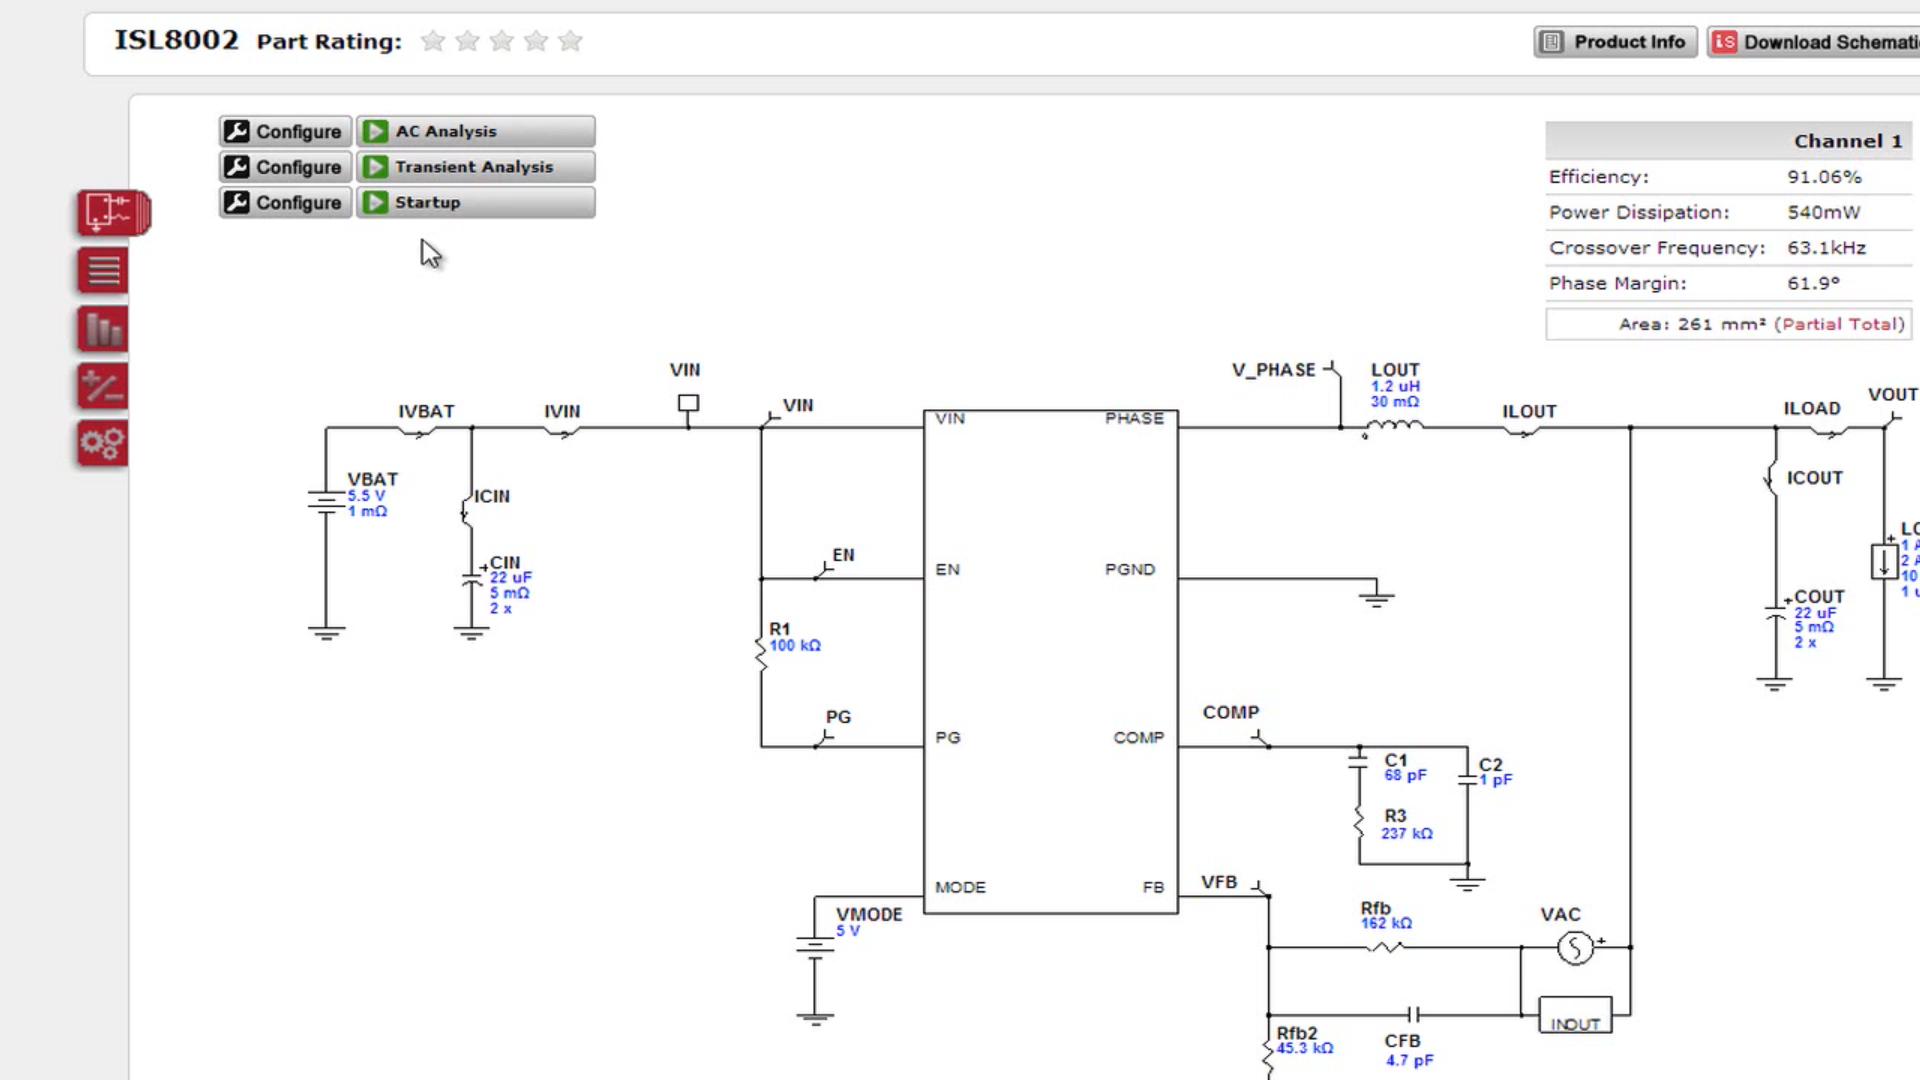 ISL8002 Part Rating:
Product Info
Download Schemati
Configure AC Analysis
Configure Transient Analysis
Configure Startup
Channel 1
Efficiency: 91.06%
Power Dissipation: 540mW
Crossover Frequency: 63.1kHz
Phase Margin: 61.9°
Area: 261 mm² (Partial Total)
VIN
V_PHASE
LOUT
1.2 uH
30 mΩ
IVBAT
IVIN
VIN
VIN
PHASE
ILOUT
ILOAD
VOUT
VBAT
5.5 V
1 mΩ
ICIN
ICOUT
CIN
22 uF
5 mΩ
2 x
EN
EN
PGND
COUT
22 uF
5 mΩ
2 x
1
2
10
1
R1
100 kΩ
PG
PG
COMP
COMP
C1
68 pF
C2
1 pF
R3
237 kΩ
MODE
FB
VFB
VMODE
5 V
Rfb
162 kΩ
VAC
INOUT
Rfb2
45.3 kΩ
CFB
4.7 pF